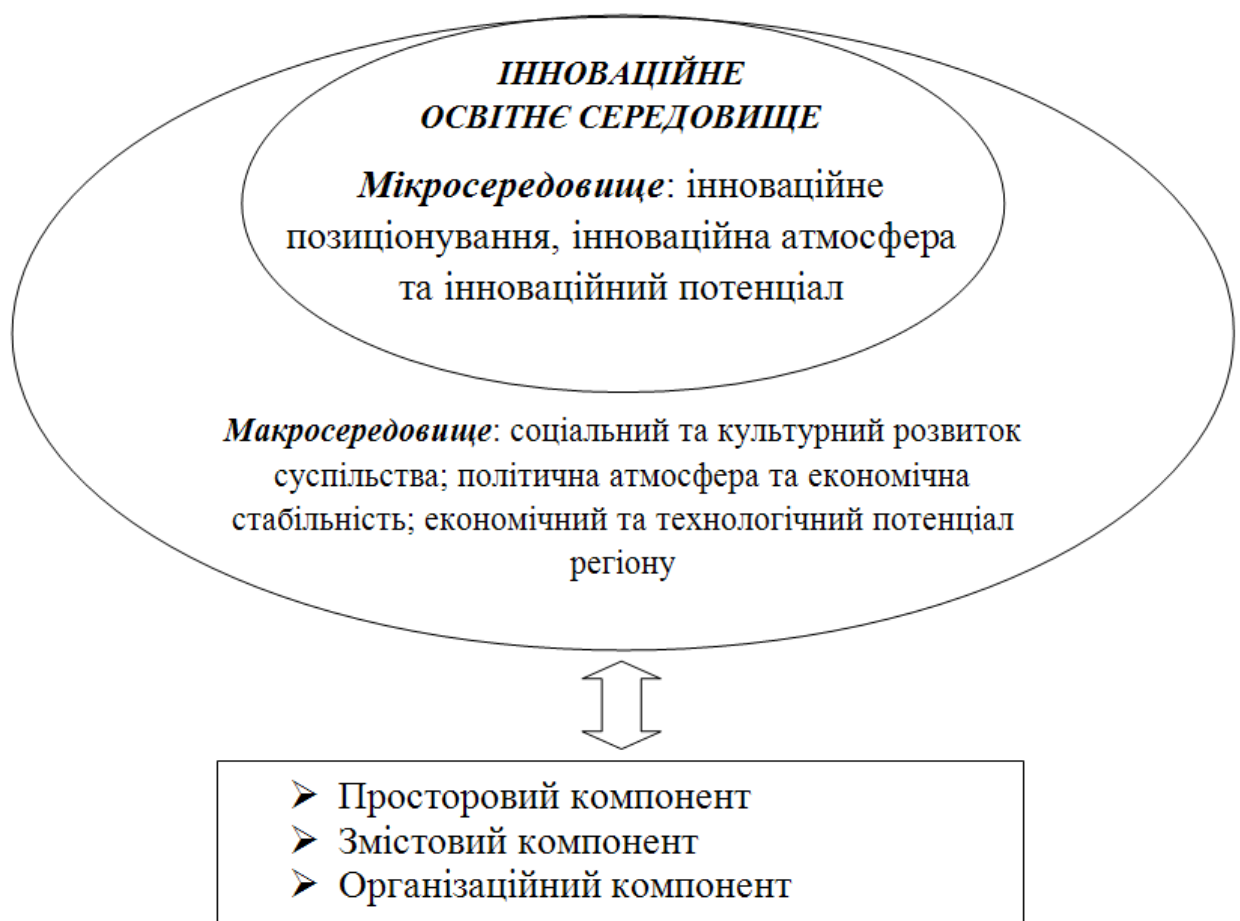 ІННОВАЦІЙНЕ
ОСВІТНЄ СЕРЕДОВИЩЕ
Мікросередовище: інноваційне
позиціонування, інноваційна атмосфера
та інноваційний потенціал
Макросередовище: соціальний та культурний розвиток
суспільства; політична атмосфера та економічна
стабільність; економічний та технологічний потенціал
регіону
➢ Просторовий компонент
➢ Змістовий компонент
➢ Організаційний компонент